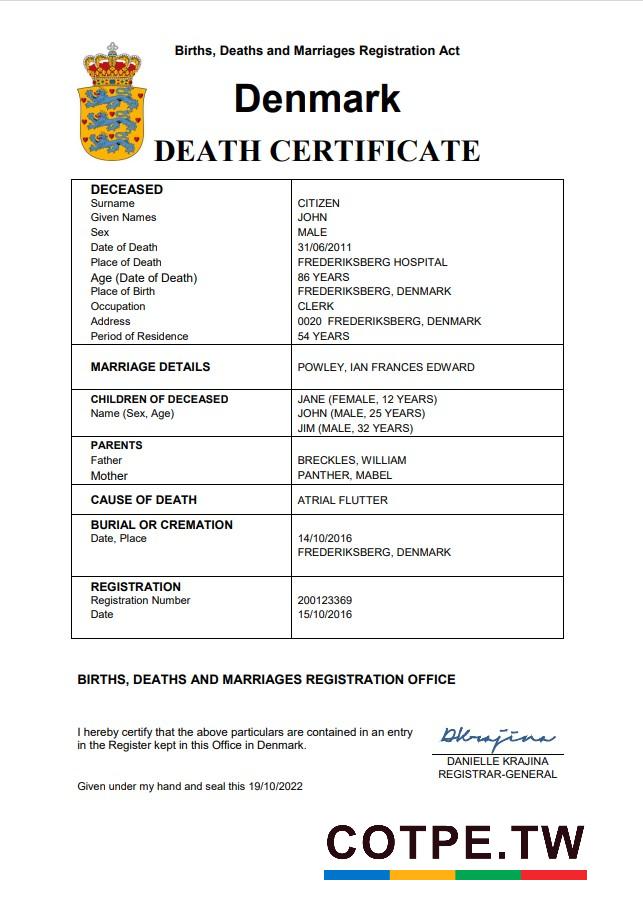 Births, Deaths and Marriages Registration Act
Denmark
DEATH CERTIFICATE
DECEASED
Surname CITIZEN
Given Names JOHN
Sex MALE
Date of Death 31/06/2011
Place of Death FREDERIKSBERG HOSPITAL
Age (Date of Death) 86 YEARS
Place of Birth FREDERIKSBERG, DENMARK
Occupation CLERK
Address 0020 FREDERIKSBERG, DENMARK
Period of Residence 54 YEARS
MARRIAGE DETAILS POWLEY, IAN FRANCES EDWARD
CHILDREN OF DECEASED JANE (FEMALE, 12 YEARS)
Name (Sex, Age) JOHN (MALE, 25 YEARS)
JIM (MALE, 32 YEARS)
PARENTS
Father BRECKLES, WILLIAM
Mother PANTHER, MABEL
CAUSE OF DEATH ATRIAL FLUTTER
BURIAL OR CREMATION
Date, Place 14/10/2016
FREDERIKSBERG, DENMARK
REGISTRATION
Registration Number 200123369
Date 15/10/2016
BIRTHS, DEATHS AND MARRIAGES REGISTRATION OFFICE
I hereby certify that the above particulars are contained in an entry
in the Register kept in this Office in Denmark.
DKrajina
DANIELLE KRAJINA
REGISTRAR-GENERAL
Given under my hand and seal this 19/10/2022
COTPE.TW